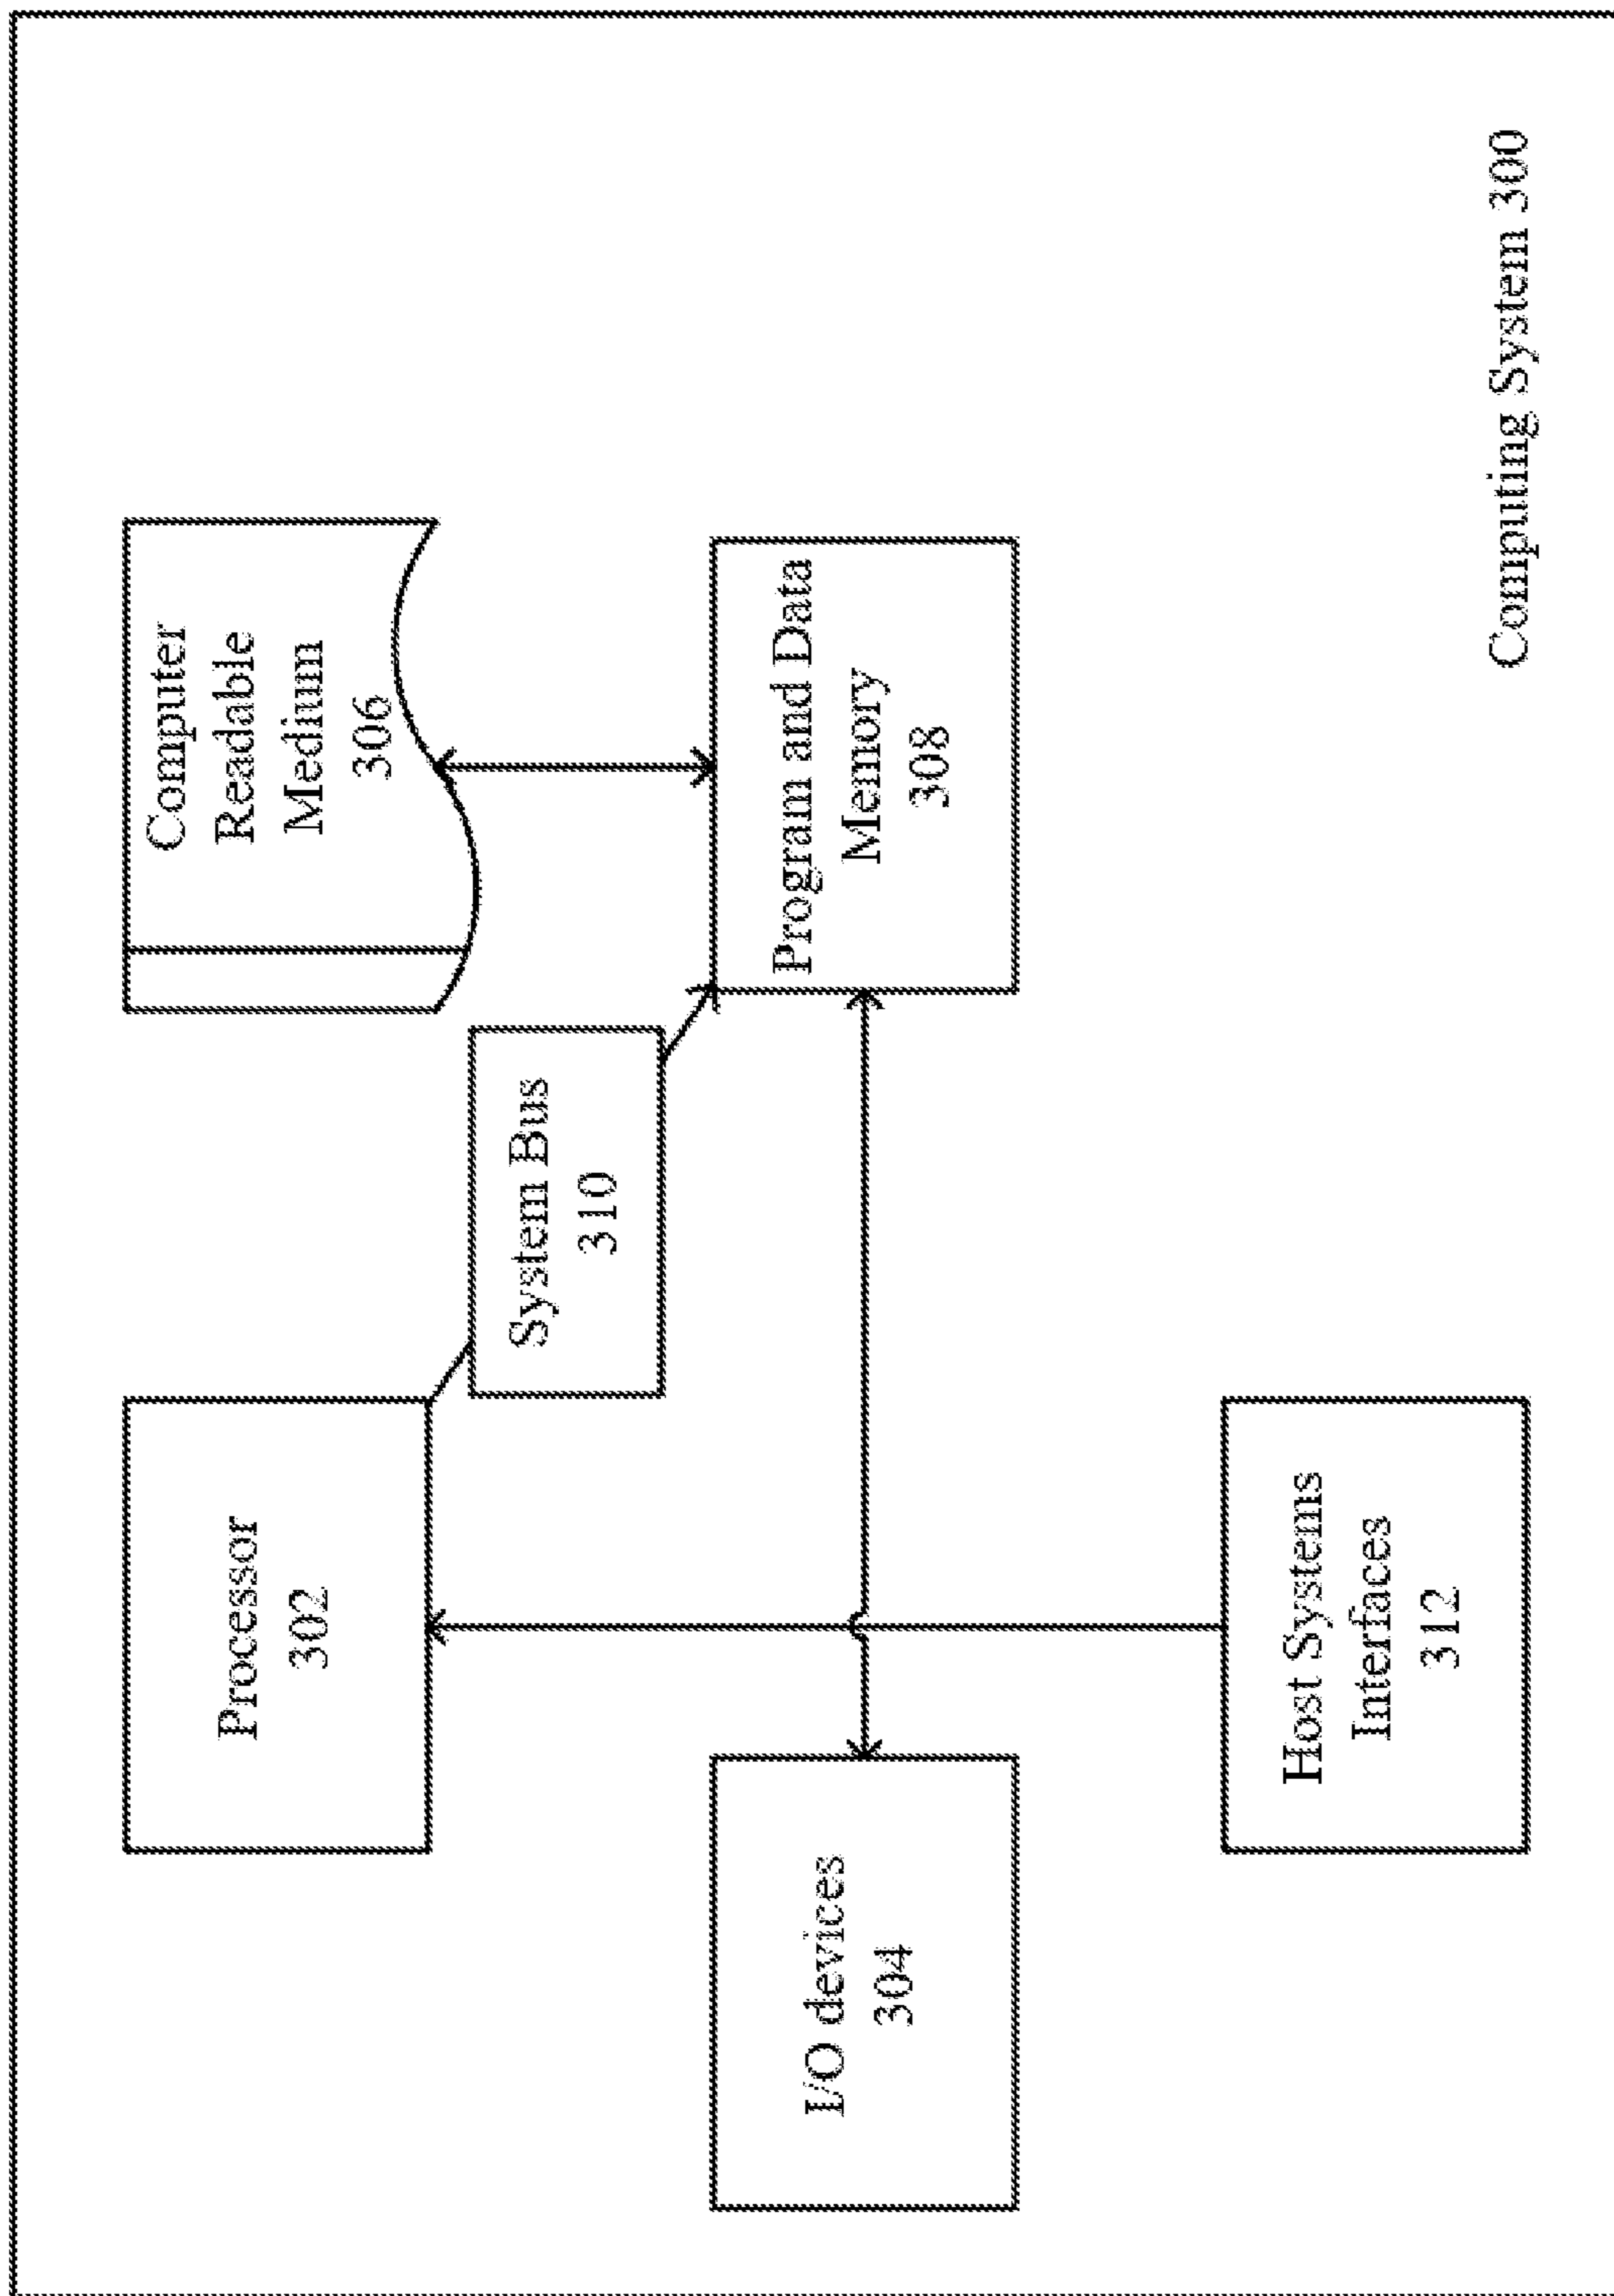 Processor
302
Computer
Readable
Medium
306
System Bus
310
I/O devices
304
Program and Data
Memory
308
Host Systems
Interfaces
312
Computing System 300